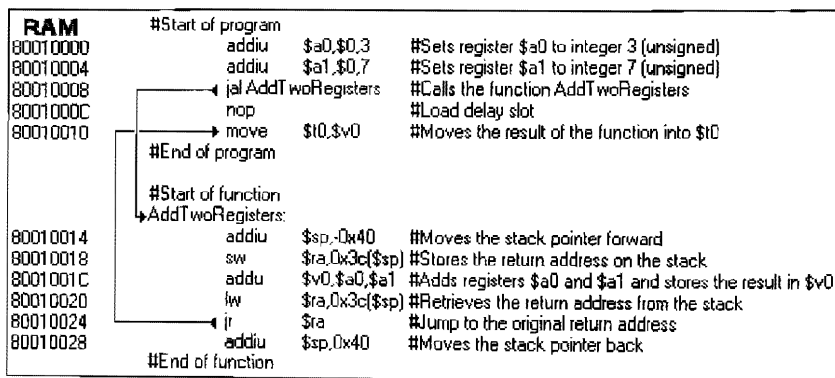 RAM #Start of program
80010000 addiu $a0,$0,3 #Sets register $a0 to integer 3 (unsigned)
80010004 addiu $a1,$0,7 #Sets register $a1 to integer 7 (unsigned)
80010008 jal AddTwoRegisters #Calls the function AddTwoRegisters
8001000C nop #Load delay slot
80010010 move $t0,$v0 #Moves the result of the function into $t0
#End of program
#Start of function
AddTwoRegisters:
80010014 addiu $sp,-0x40 #Moves the stack pointer forward
80010018 sw $ra,0x3c($sp) #Stores the return address on the stack
8001001C addu $v0,$a0,$a1 #Adds registers $a0 and $a1 and stores the result in $v0
80010020 lw $ra,0x3c($sp) #Retrieves the return address from the stack
80010024 jr $ra #Jump to the original return address
80010028 addiu $sp,0x40 #Moves the stack pointer back
#End of function